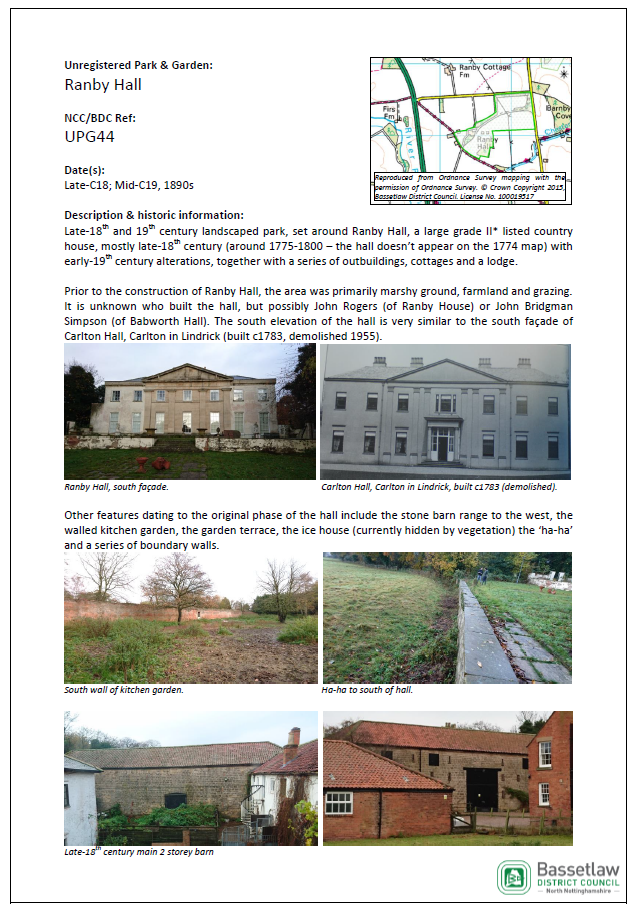 Unregistered Park & Garden:
Ranby Hall
NCC/BDC Ref:
UPG44
Date(s):
Late-C18; Mid-C19, 1890s
Ranby Cottage
Fm
Firs
Fm
River
Ranby
Hall
Barnby
Cove
Reproduced from Ordnance Survey mapping with the
permission of Ordnance Survey. © Crown Copyright 2015.
Bassetlaw District Council. License No. 100019517
Description & historic information:
Late-18th and 19th century landscaped park, set around Ranby Hall, a large grade II* listed country
house, mostly late-18th century (around 1775-1800 – the hall doesn't appear on the 1774 map) with
early-19th century alterations, together with a series of outbuildings, cottages and a lodge.
Prior to the construction of Ranby Hall, the area was primarily marshy ground, farmland and grazing.
It is unknown who built the hall, but possibly John Rogers (of Ranby House) or John Bridgman
Simpson (of Babworth Hall). The south elevation of the hall is very similar to the south façade of
Carlton Hall, Carlton in Lindrick (built c1783, demolished 1955).
Ranby Hall, south façade.
Carlton Hall, Carlton in Lindrick, built c1783 (demolished).
Other features dating to the original phase of the hall include the stone barn range to the west, the
walled kitchen garden, the garden terrace, the ice house (currently hidden by vegetation) the 'ha-ha'
and a series of boundary walls.
South wall of kitchen garden.
Ha-ha to south of hall.
Late-18th century main 2 storey barn
Bassetlaw
DISTRICT COUNCIL
North Nottinghamshire